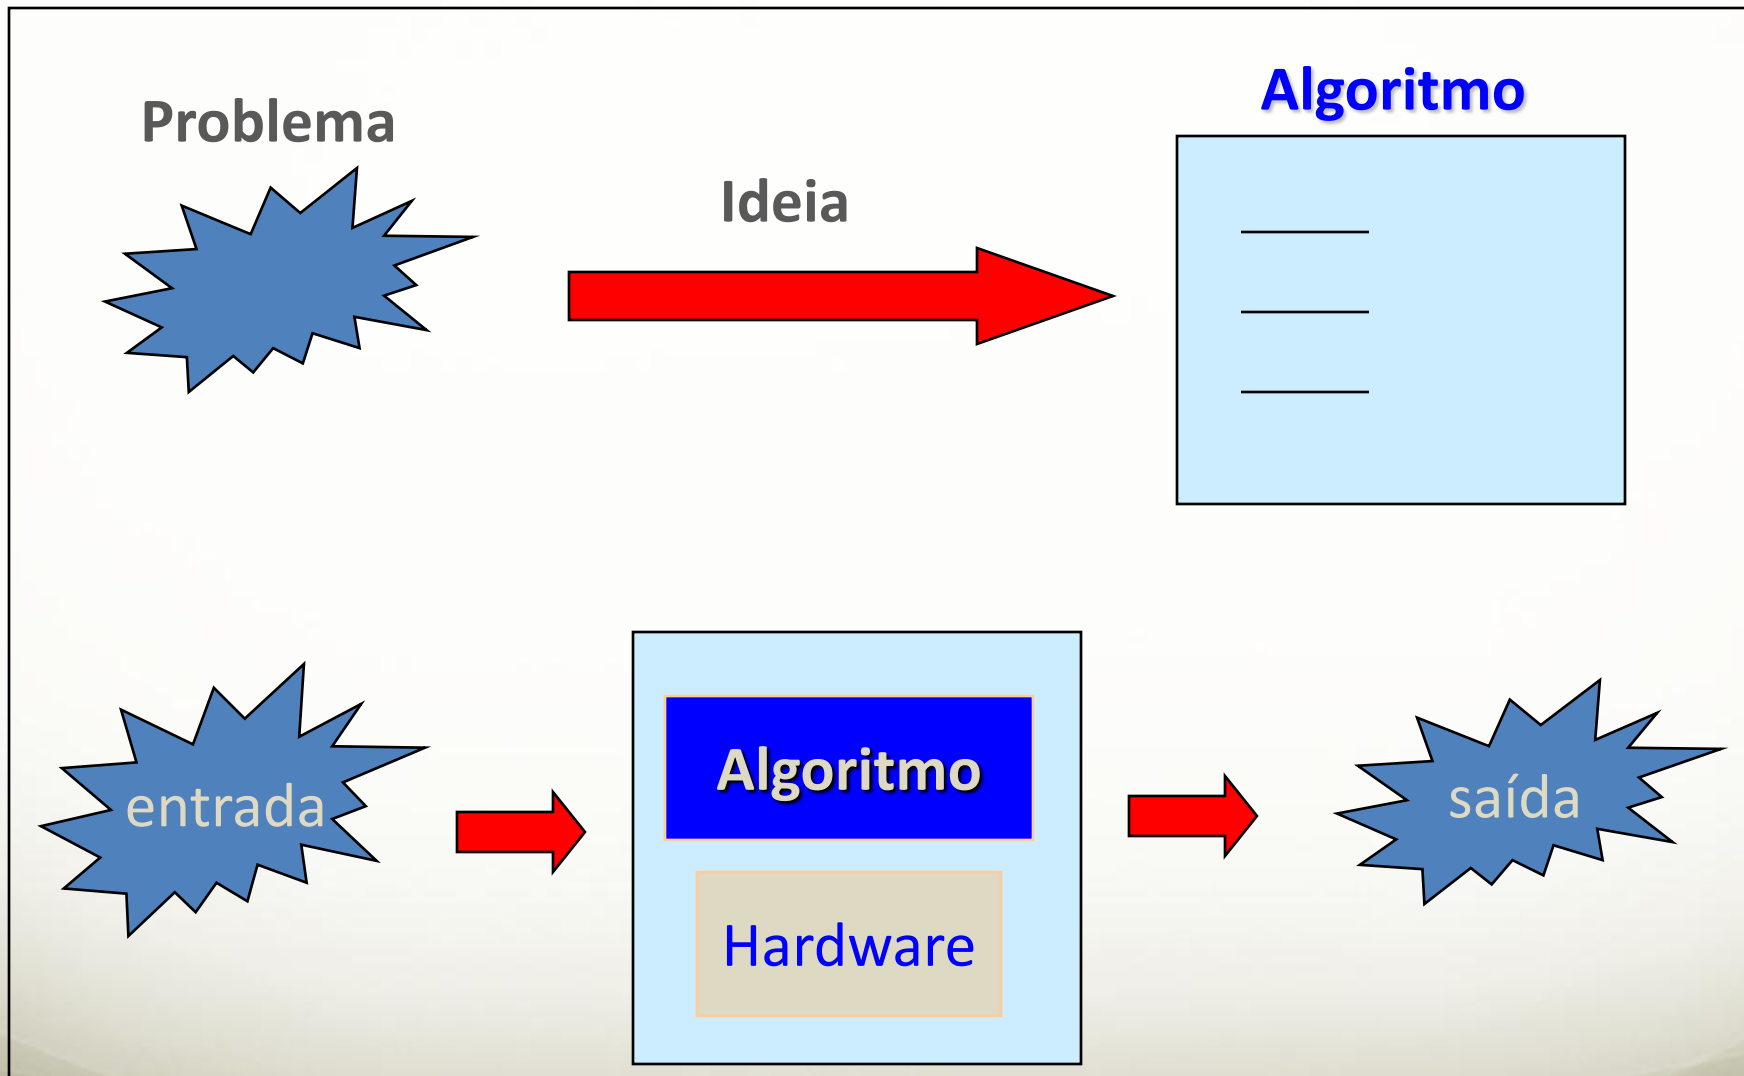 Problema
Ideia
Algoritmo
entrada
Algoritmo
Hardware
saída